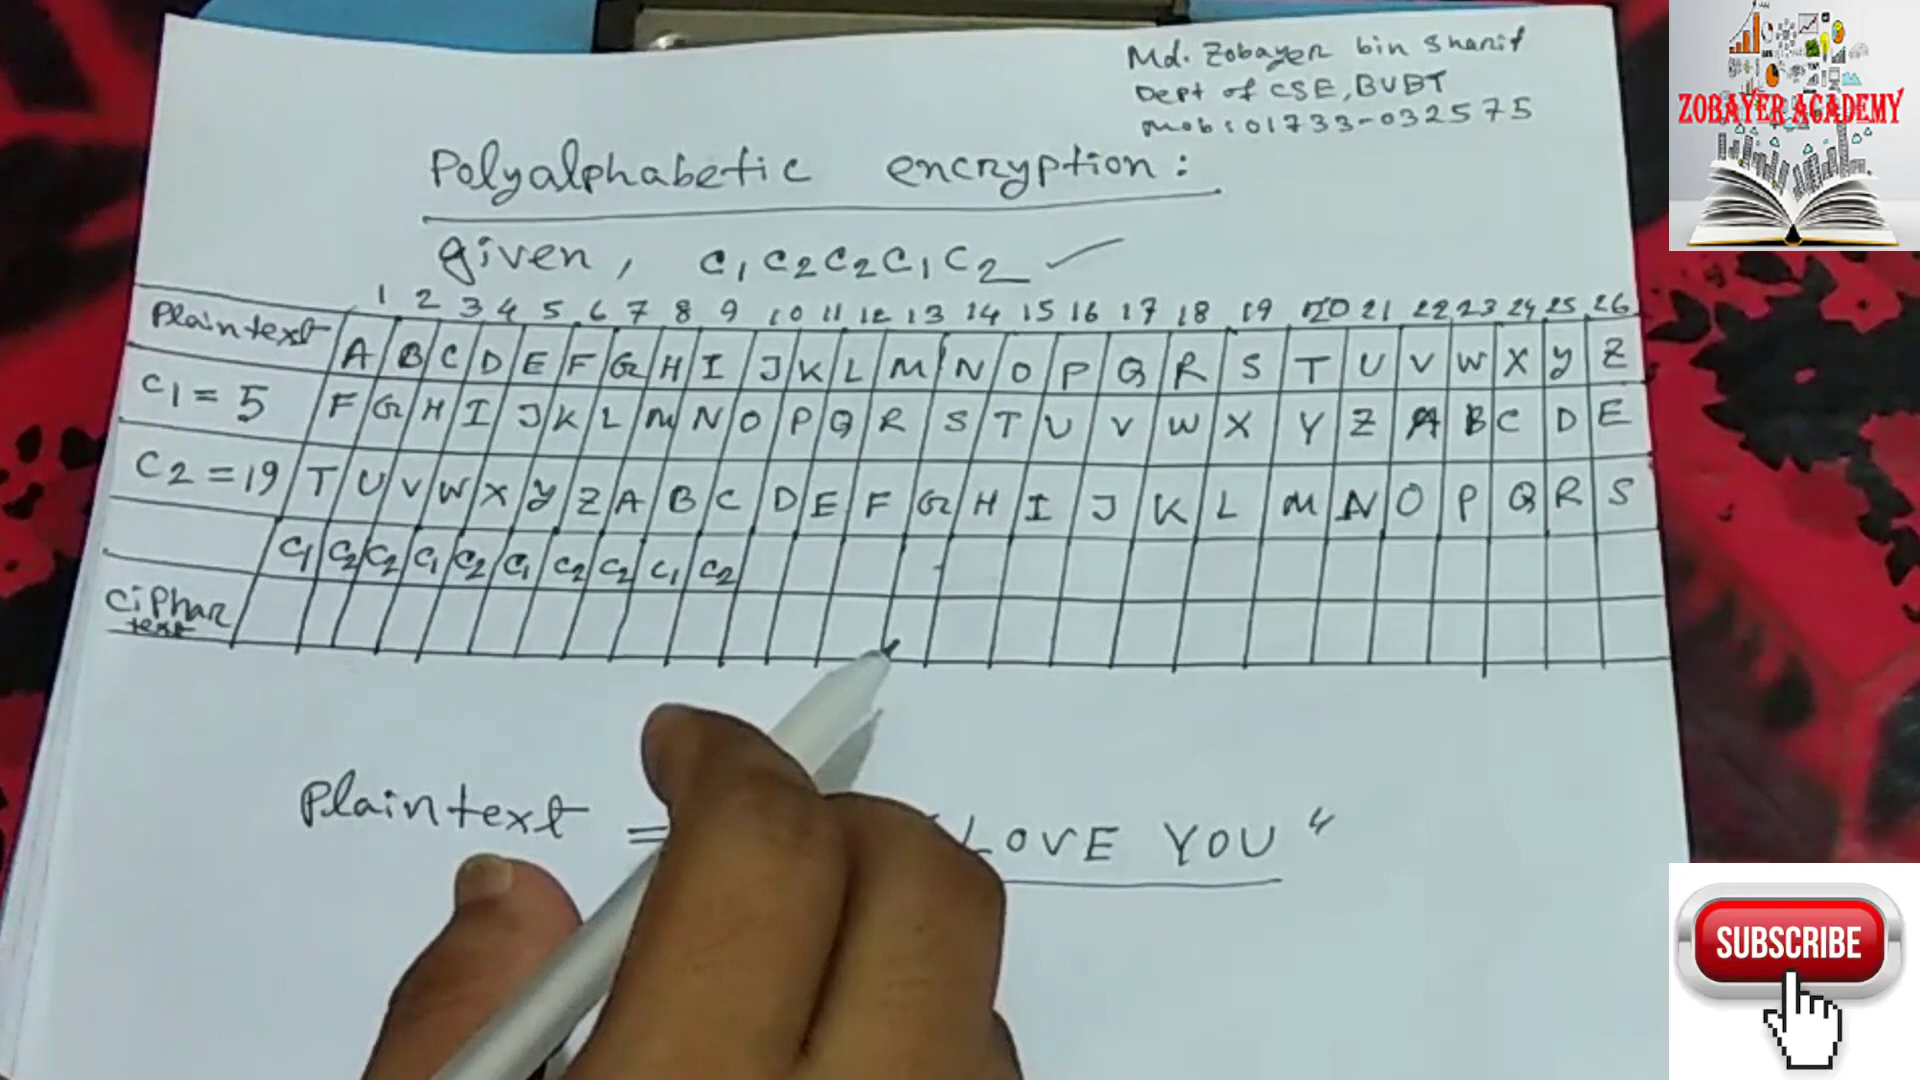 Md. Zobayer bin Sharif
Dept of CSE, BUBT
Mob: 01733-032575
ZOBAYER ACADEMY
Polyalphabetic encryption:
given, C1 C2 C2 C1 C2 ✓
1 2 3 4 5 6 7 8 9 10 11 12 13 14 15 16 17 18 19 20 21 22 23 24 25 26
Plaintext A B C D E F G H I J K L M N O P Q R S T U V W X Y Z
C1 = 5 F G H I J K L M N O P Q R S T U V W X Y Z A B C D E
C2 = 19 T U V W X Y Z A B C D E F G H I J K L M N O P Q R S
C1 C2 C2 C1 C2 C1 C2 C2 C1 C2
Ciphar
text
Plaintext = LOVE YOU"
SUBSCRIBE